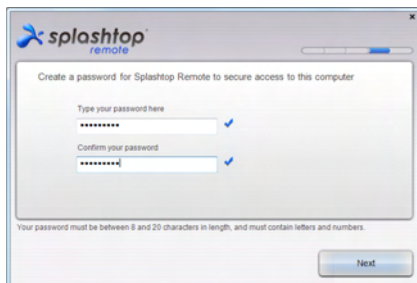 splashtop
remote
Create a password for Splashtop Remote to secure access to this computer
Type your password here
•••••••••
Confirm your password
•••••••••
Your password must be between 8 and 20 characters in length, and must contain letters and numbers.
Next